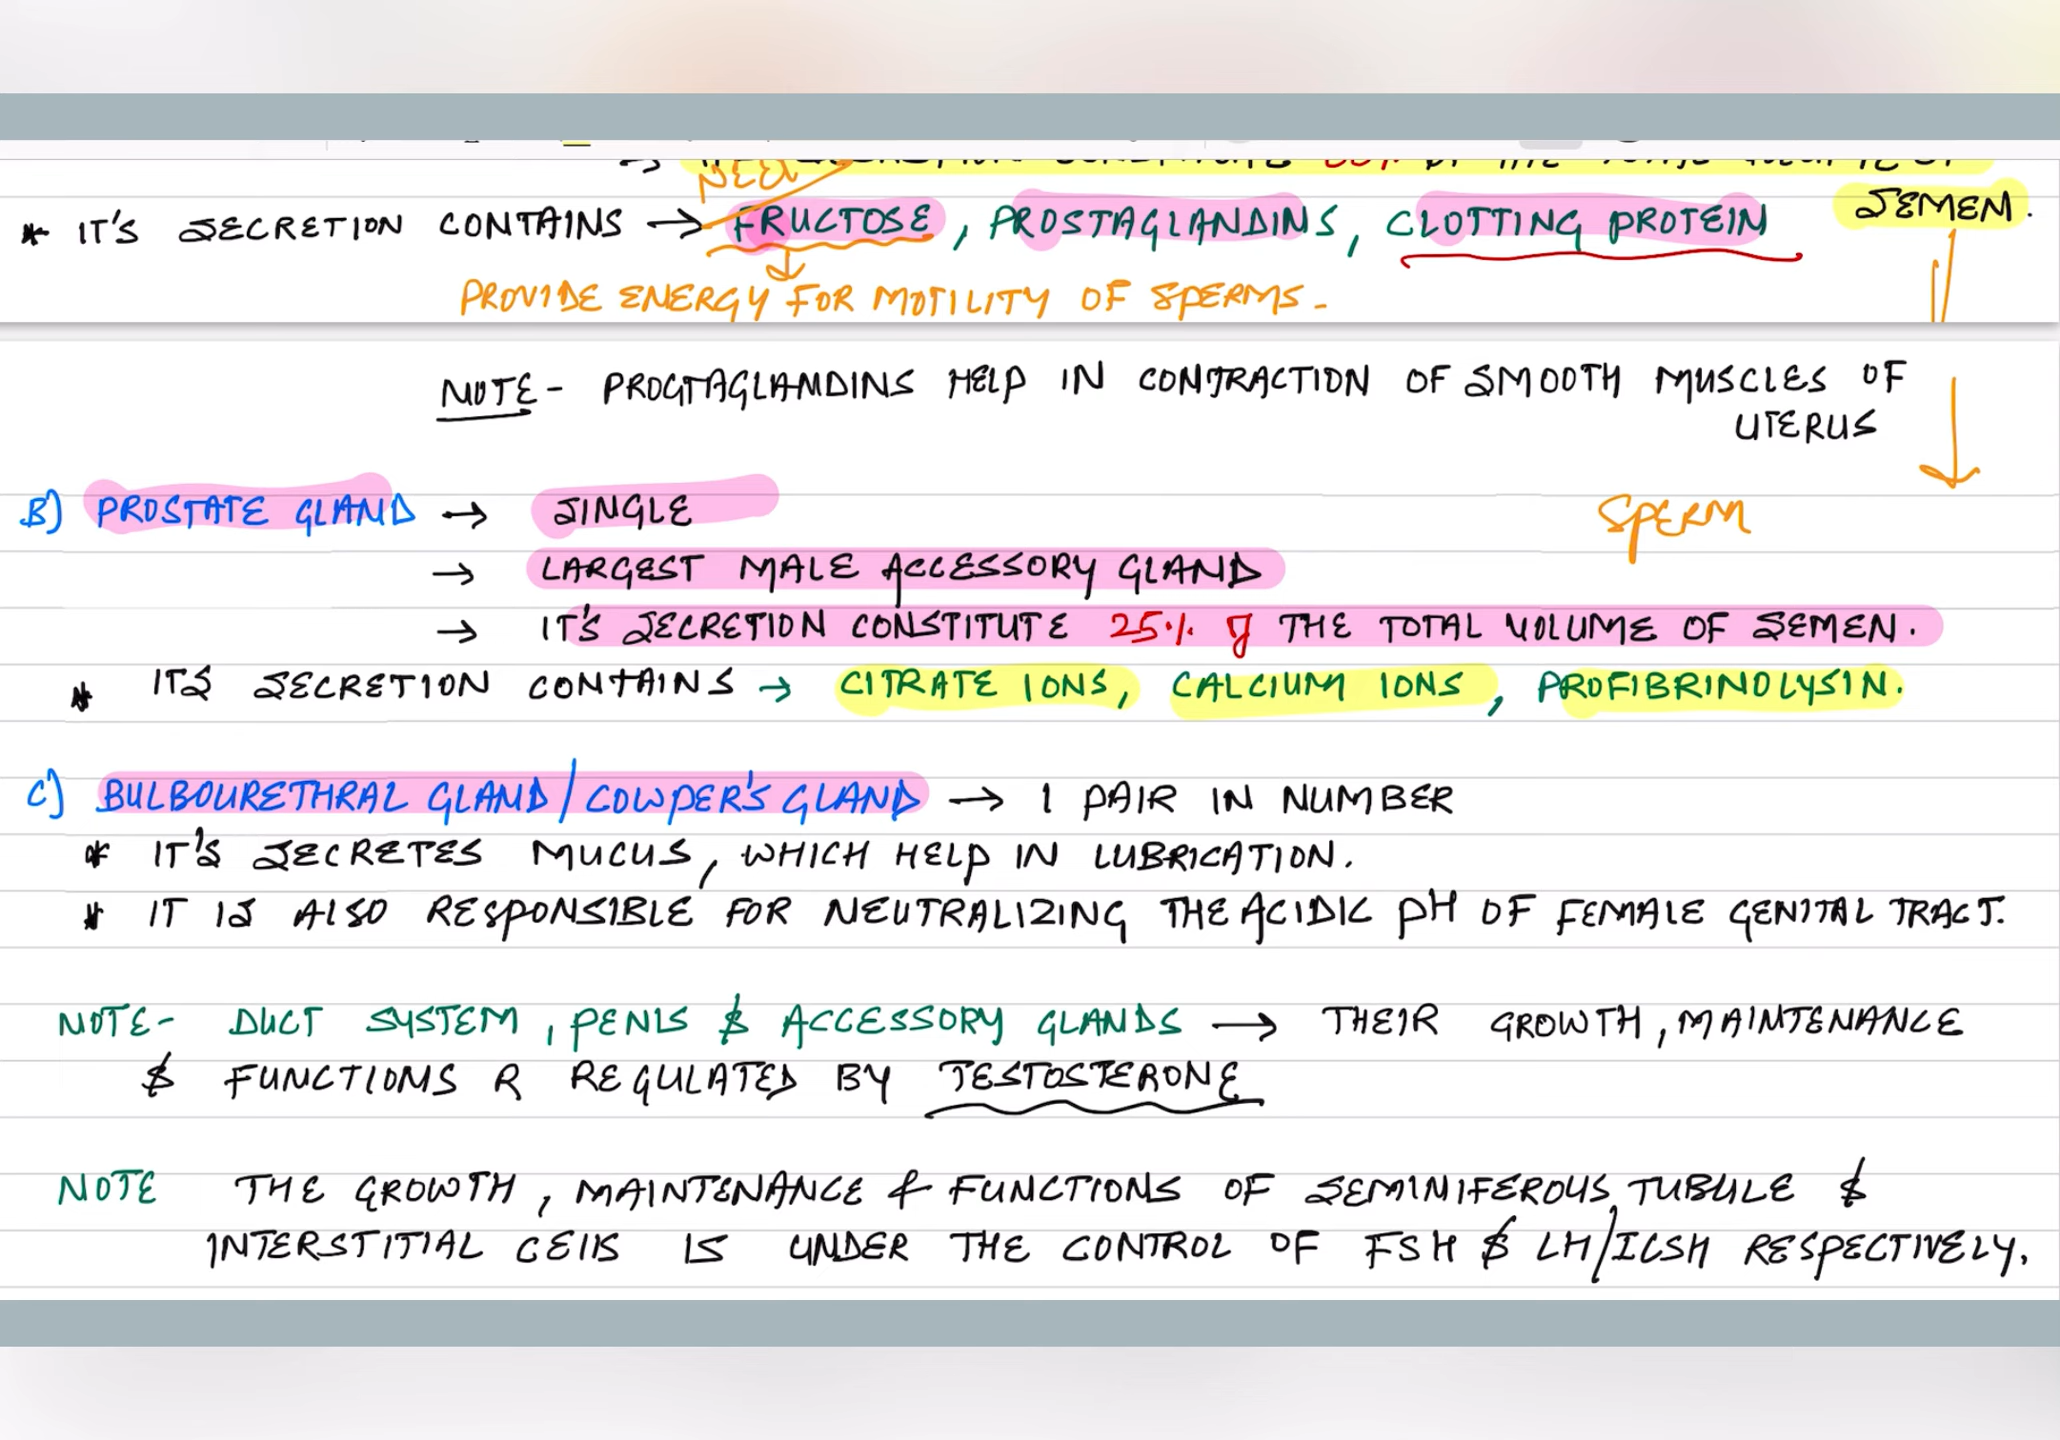 NEET
SEMEN.
* IT'S SECRETION CONTAINS → FRUCTOSE, PROSTAGLANDINS, CLOTTING PROTEIN
PROVIDE ENERGY FOR MOTILITY OF SPERMS -
NOTE - PROGTAGLAMDINS HELP IN CONTRACTION OF SMOOTH MUSCLES OF
UTERUS
B) PROSTATE GLAND → SINGLE
SPERM
→ LARGEST MALE ACCESSORY GLAND
→ IT'S SECRETION CONSTITUTE 25% of THE TOTAL VOLUME OF SEMEN.
* ITS SECRETION CONTAINS → CITRATE IONS, CALCIUM IONS, PROFIBRINOLYSIN.
C) BULBOURETHRAL GLAND/COWPER'S GLAND → 1 PAIR IN NUMBER
* IT'S SECRETES MUCUS, WHICH HELP IN LUBRICATION.
* IT IS ALSO RESPONSIBLE FOR NEUTRALIZING THE ACIDIC PH OF FEMALE GENITAL TRACT.
NOTE- DUCT SYSTEM, PENIS & ACCESSORY GLANDS → THEIR GROWTH, MAINTENANCE
& FUNCTIONS R REGULATED BY TESTOSTERONE
NOTE THE GROWTH, MAINTENANCE & FUNCTIONS OF SEMINIFEROUS TUBULE &
INTERSTITIAL CELLS IS UNDER THE CONTROL OF FSH & LH/ICSH RESPECTIVELY.